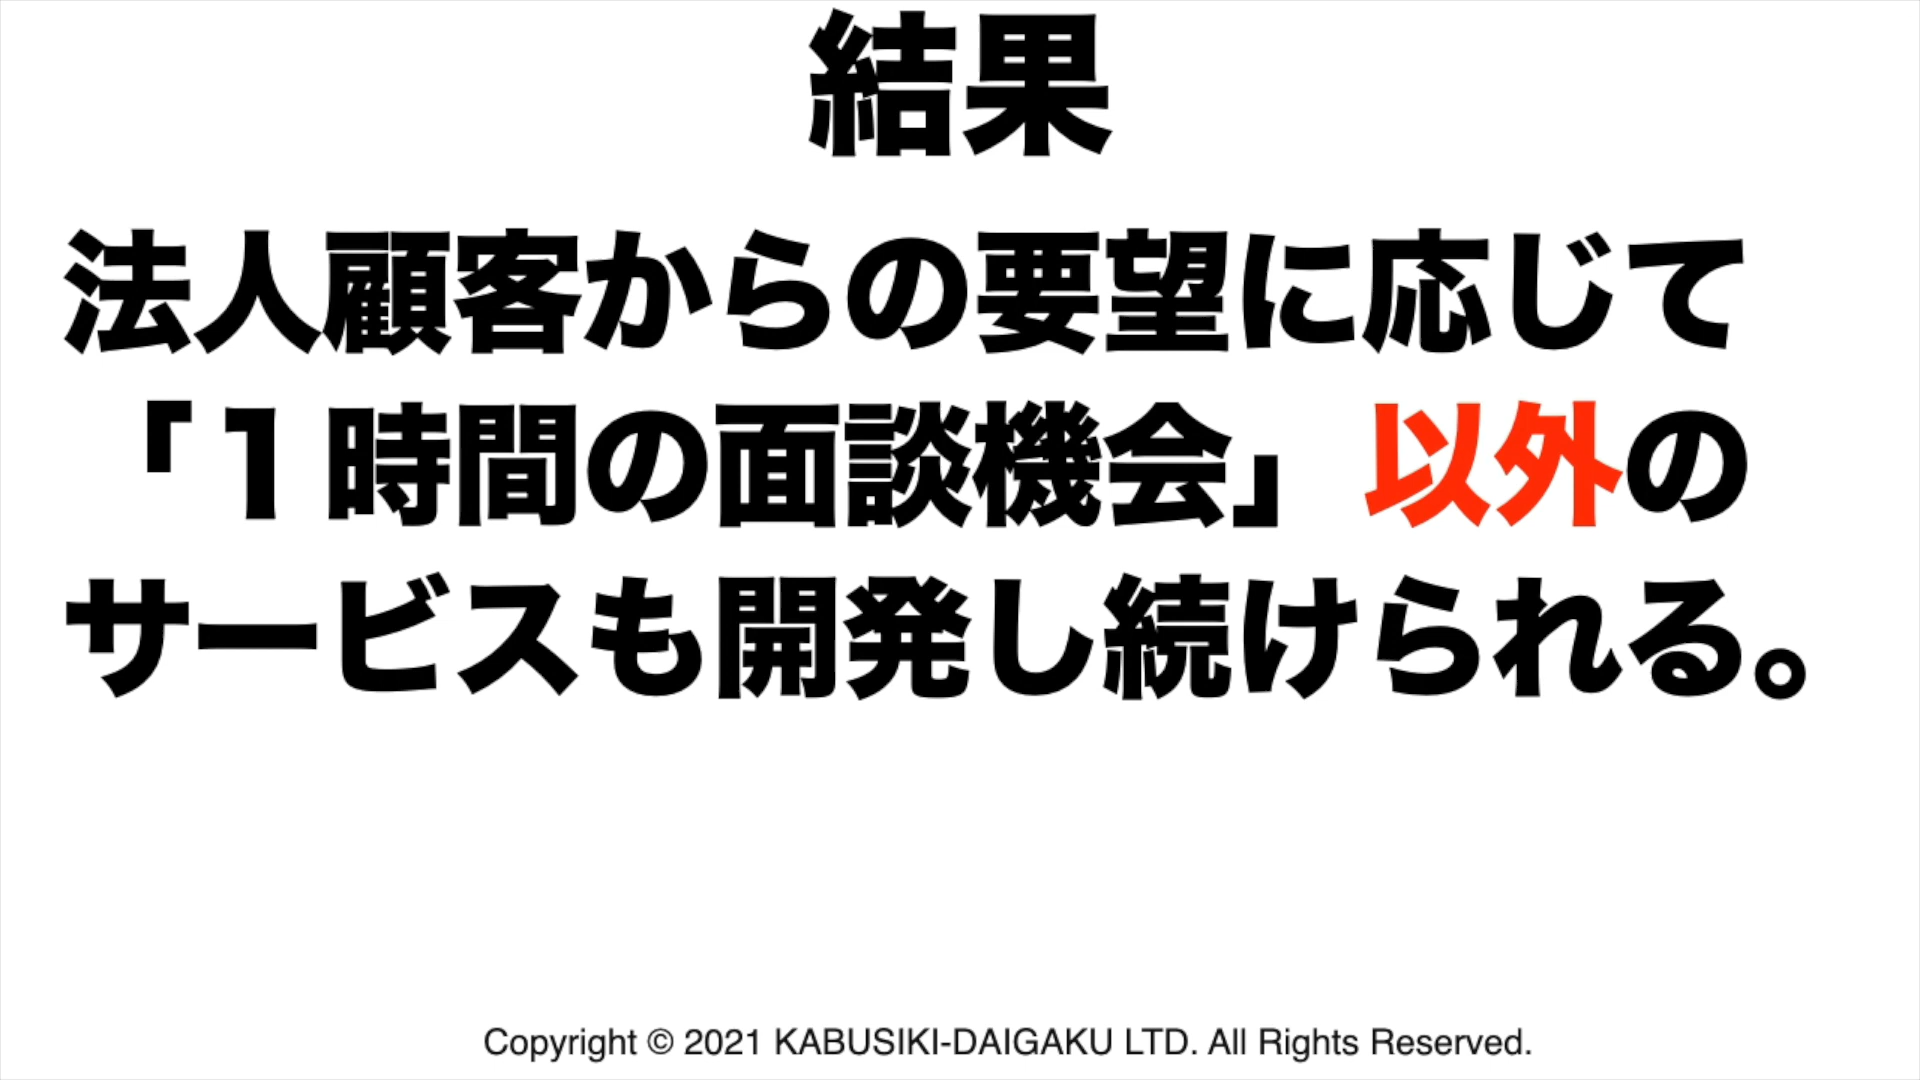 結果
法人顧客からの要望に応じて
「１時間の面談機会」以外の
サービスも開発し続けられる。
Copyright © 2021 KABUSIKI-DAIGAKU LTD. All Rights Reserved.